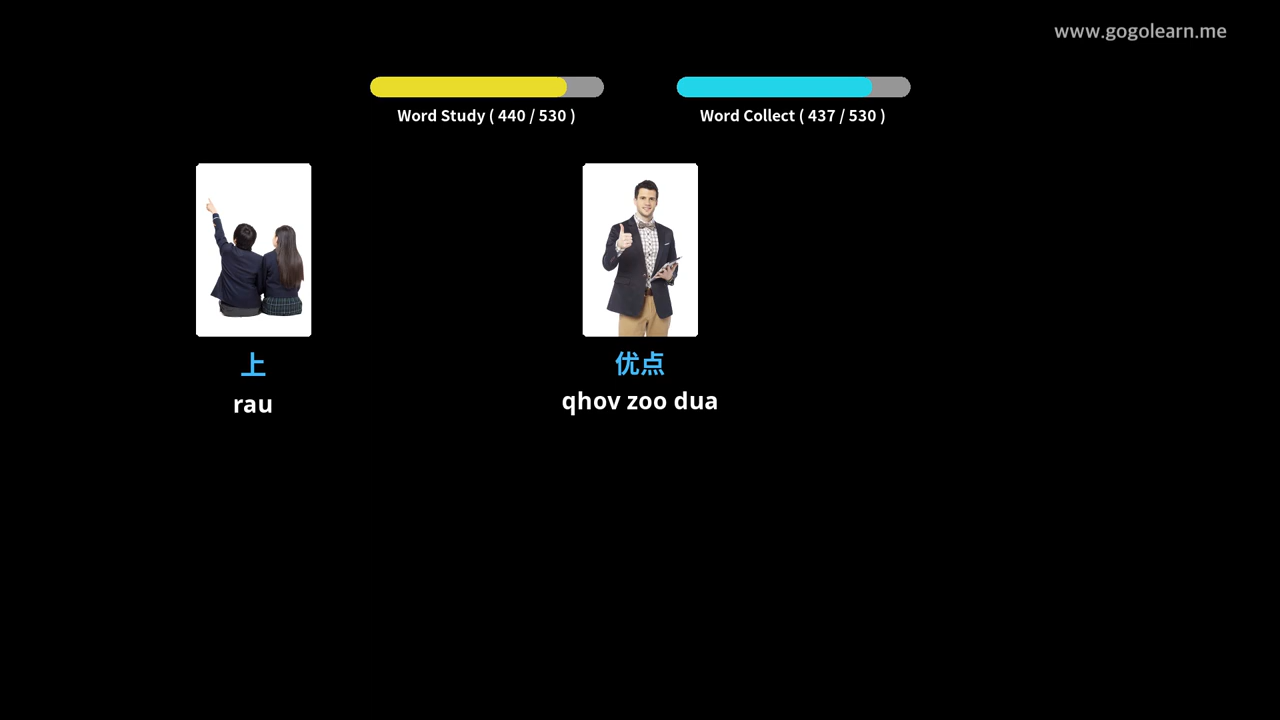 www.gogolearn.me
Word Study ( 440 / 530 )
Word Collect ( 437 / 530 )
上
rau
优点
qhov zoo dua